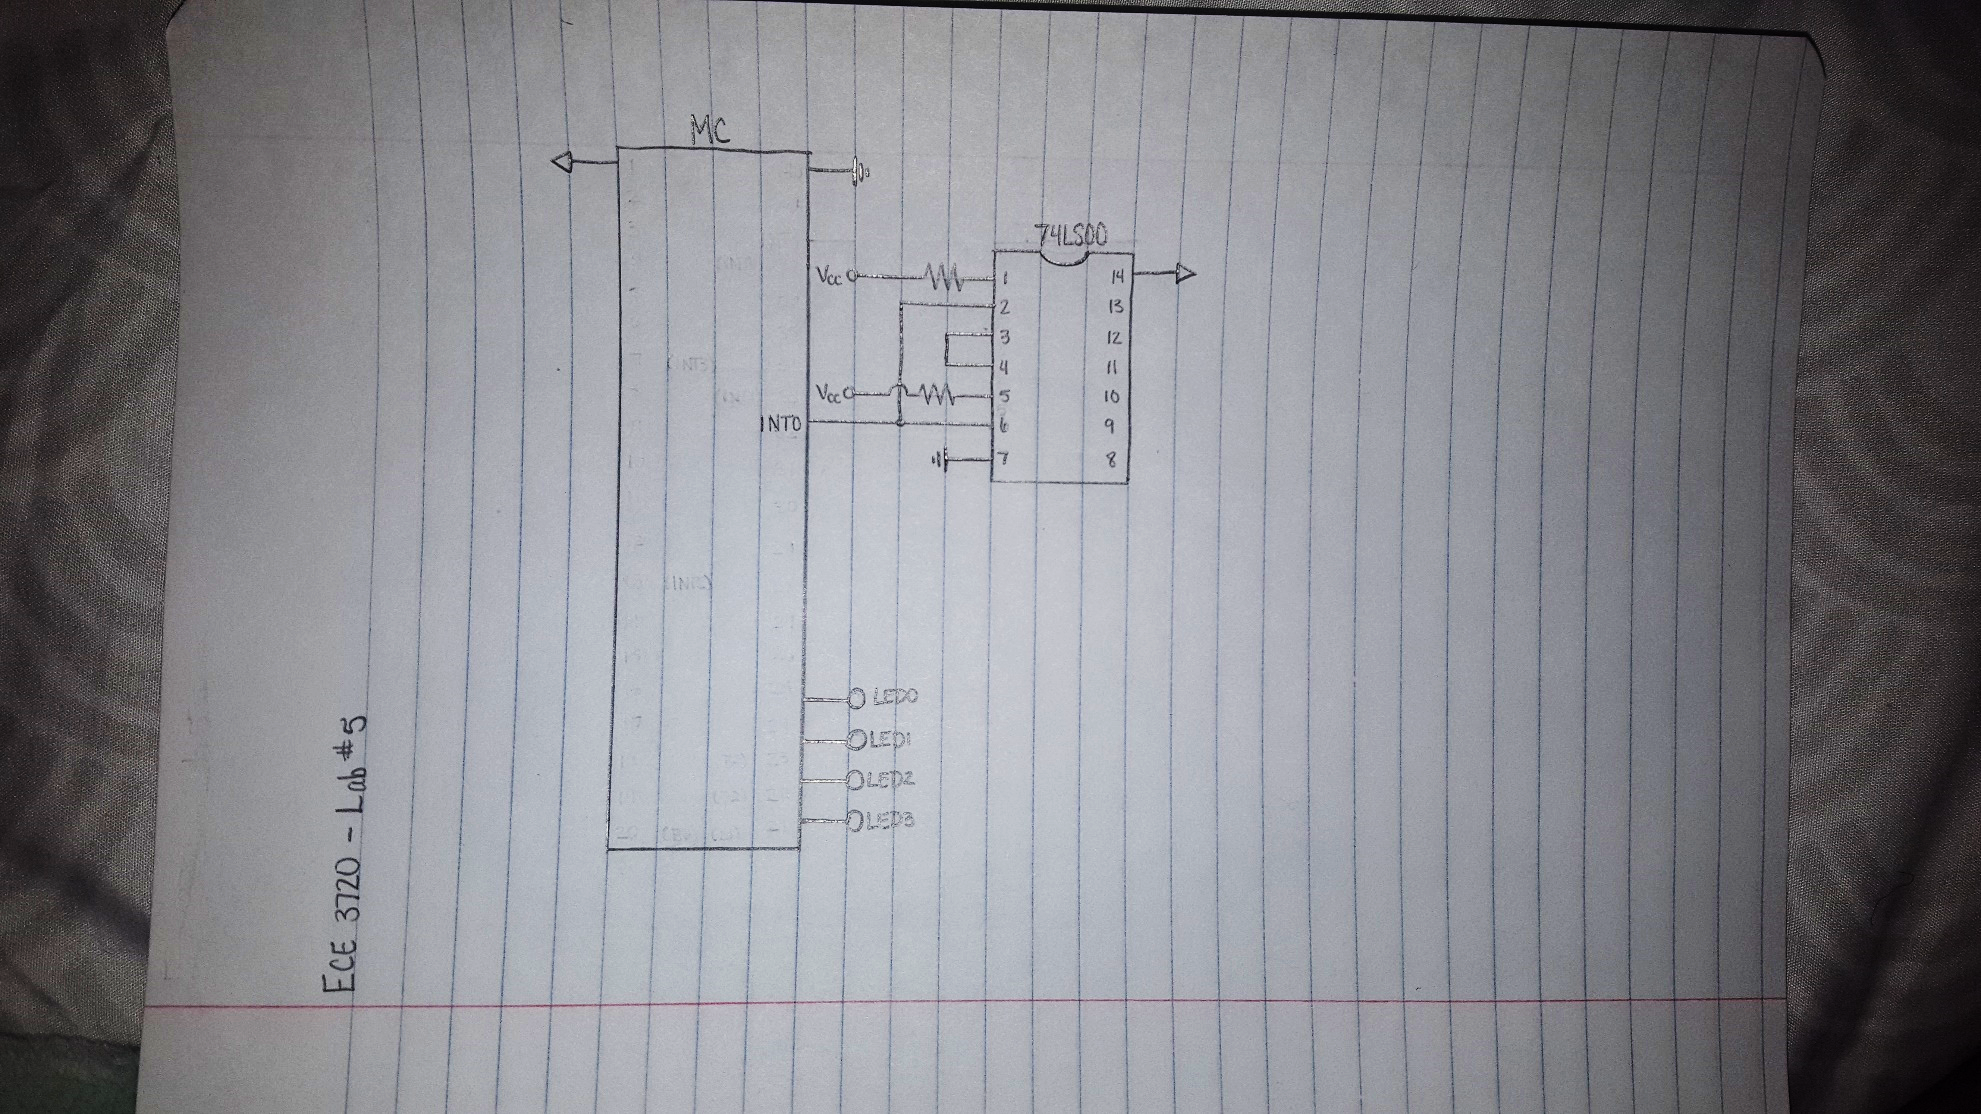 ECE 3720 - Lab #5
MC
74LS00
Vcc
1 14
2 13
3 12
4 11
Vcc
5 10
INT0
6 9
7 8
LED0
LED1
LED2
LED3